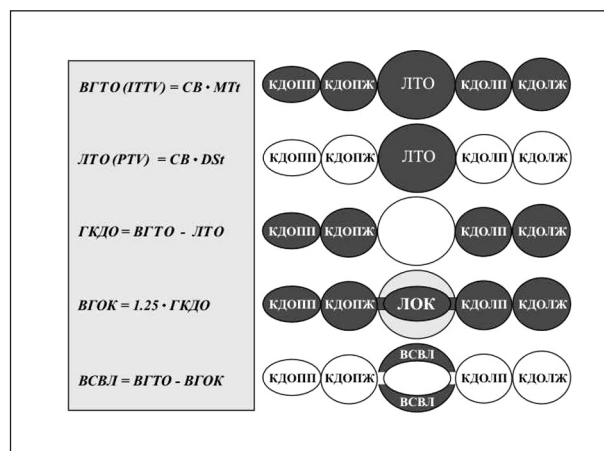 ВГТО (ITTV) = СВ • MTt КДОПП КДОПЖ ЛТО КДОЛП КДОЛЖ
ЛТО (PTV) = СВ • DSt КДОПП КДОПЖ ЛТО КДОЛП КДОЛЖ
ГКДО = ВГТО - ЛТО КДОПП КДОПЖ КДОЛП КДОЛЖ
ВГОК = 1.25 • ГКДО КДОПП КДОПЖ ЛОК КДОЛП КДОЛЖ
ВСВЛ
ВСВЛ = ВГТО - ВГОК КДОПП КДОПЖ КДОЛП КДОЛЖ
ВСВЛ